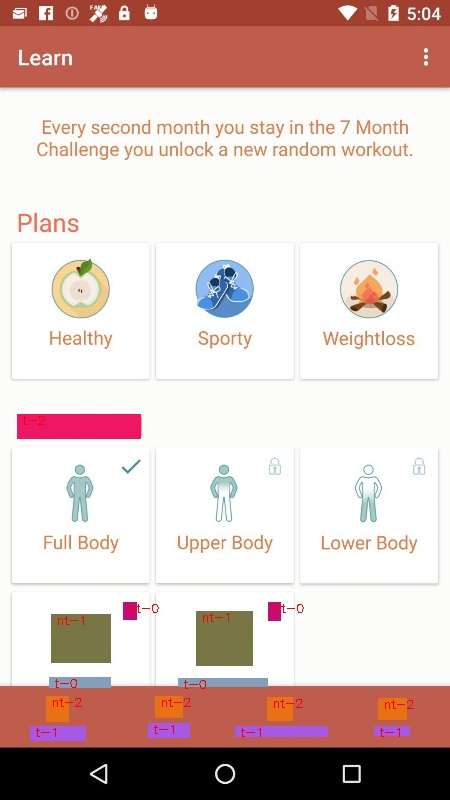 5:04
Learn
Every second month you stay in the 7 Month
Challenge you unlock a new random workout.
Plans
Healthy
Sporty
Weightloss
t-2
Full Body
Upper Body
Lower Body
nt-1
t-0
nt-1
t-0
t-0
t-0
nt-2
nt-2
nt-2
nt-2
t-1
t-1
t-1
t-1